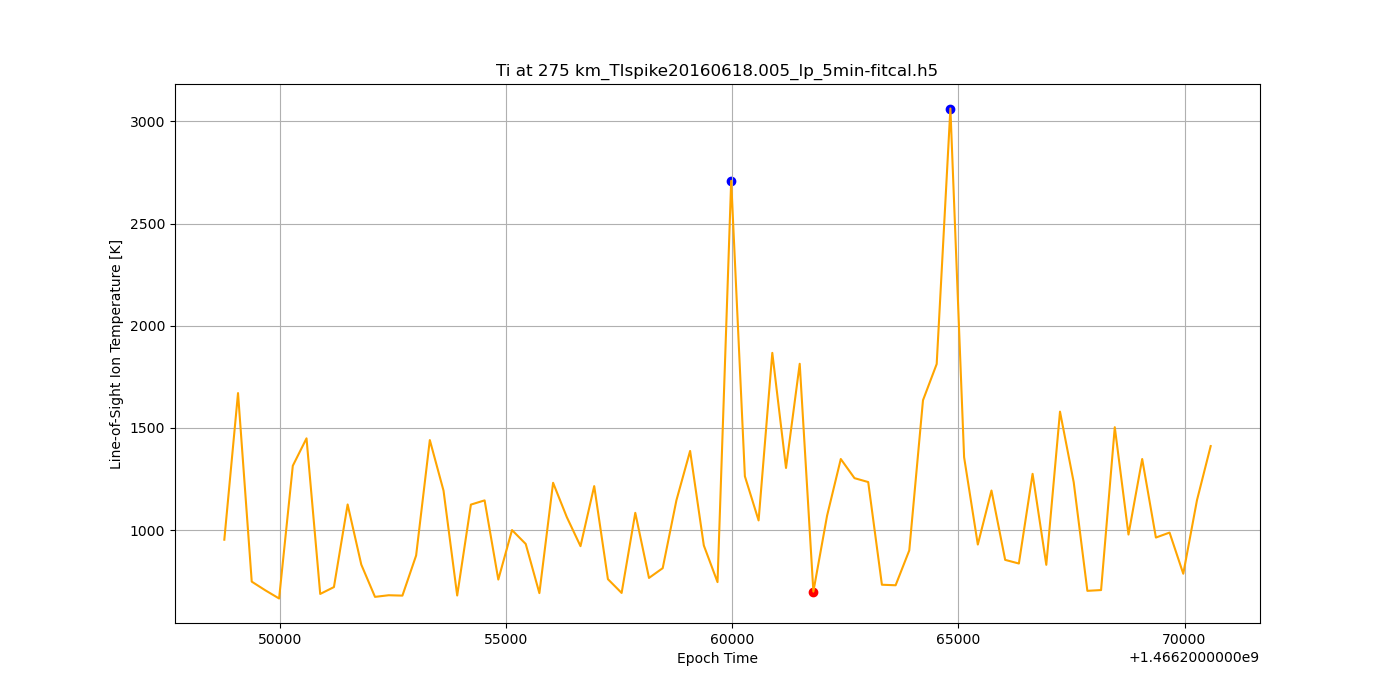 Ti at 275 km_TIspike20160618.005_lp_5min-fitcal.h5
Line-of-Sight Ion Temperature [K]
3000
2500
2000
1500
1000
50000 55000 60000 65000 70000
Epoch Time
+1.4662000000e9